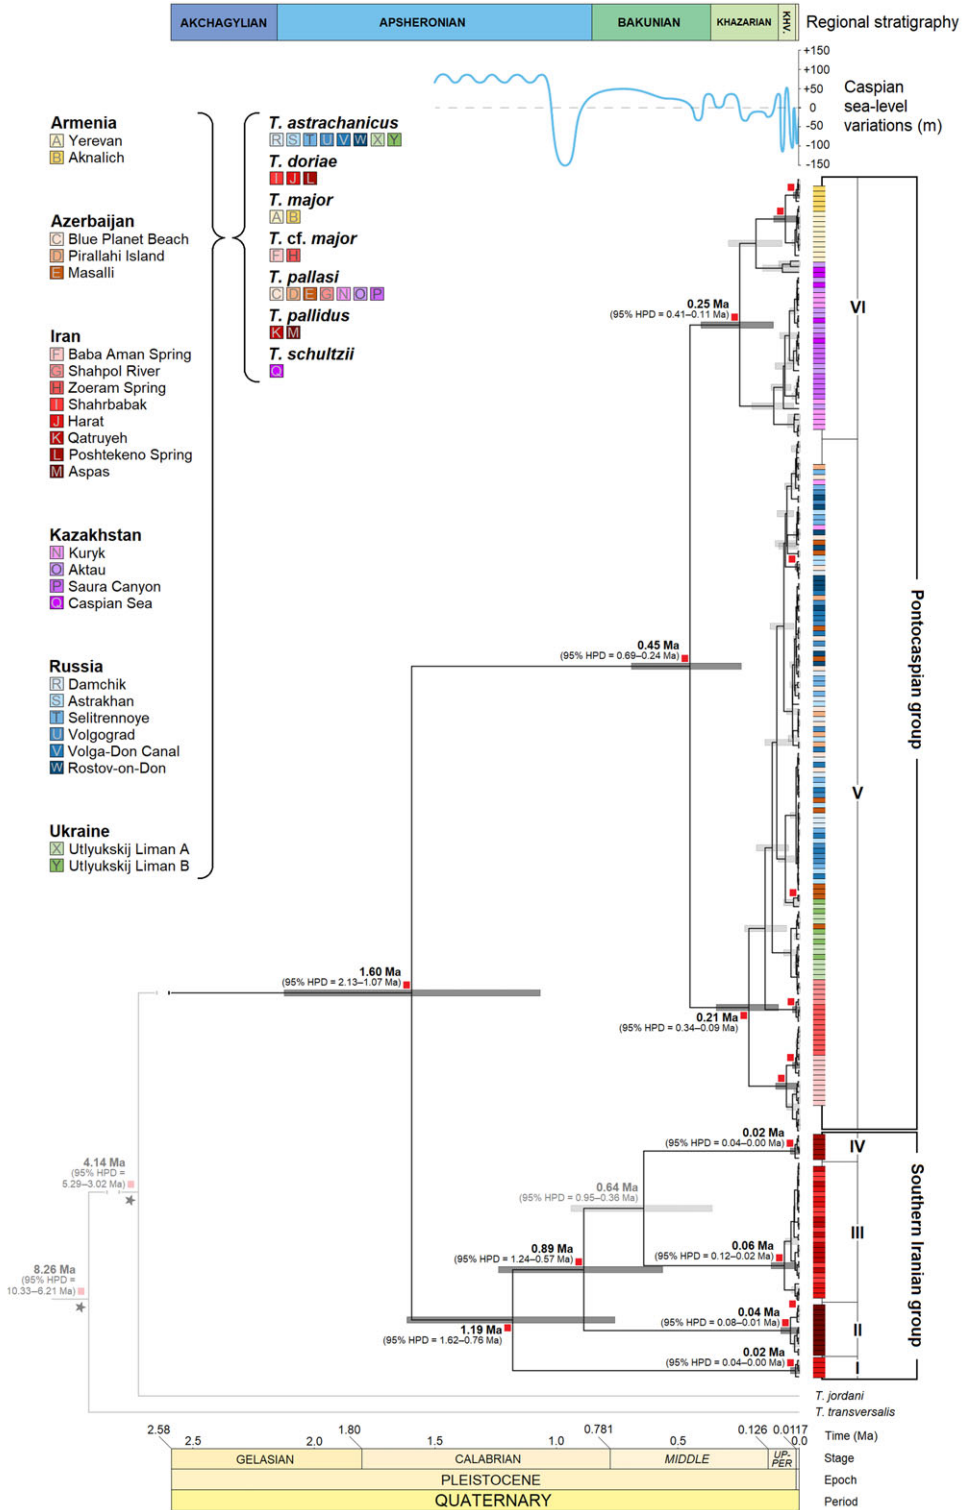 AKCHAGYLIAN APSHERONIAN BAKUNIAN KHAZARIAN KHV. Regional stratigraphy
+150
+100
+50
0
-50
-100
-150
Caspian
sea-level
variations (m)
Armenia
A Yerevan
B Aknalich
Azerbaijan
C Blue Planet Beach
D Pirallahi Island
E Masalli
Iran
F Baba Aman Spring
G Shahpol River
H Zoeram Spring
I Shahrbabak
J Harat
K Qatruyeh
L Poshtekeno Spring
M Aspas
Kazakhstan
N Kuryk
O Aktau
P Saura Canyon
Q Caspian Sea
Russia
R Damchik
S Astrakhan
T Selitrennoye
U Volgograd
V Volga-Don Canal
W Rostov-on-Don
Ukraine
X Utlyukskij Liman A
Y Utlyukskij Liman B
T. astrachanicus
R S T U V W X Y
T. doriae
I J L
T. major
A B
T. cf. major
F H
T. pallasi
C D E G N O P
T. pallidus
K M
T. schultzii
Q
0.25 Ma
(95% HPD = 0.41–0.11 Ma)
VI
0.45 Ma
(95% HPD = 0.69–0.24 Ma)
Pontocaspian group
V
1.60 Ma
(95% HPD = 2.13–1.07 Ma)
0.21 Ma
(95% HPD = 0.34–0.09 Ma)
0.02 Ma
(95% HPD = 0.04–0.00 Ma)
IV
4.14 Ma
(95% HPD =
5.29–3.02 Ma)
0.64 Ma
(95% HPD = 0.95–0.36 Ma)
Southern Iranian group
III
0.89 Ma
(95% HPD = 1.24–0.57 Ma)
0.06 Ma
(95% HPD = 0.12–0.02 Ma)
8.26 Ma
(95% HPD =
10.33–6.21 Ma)
0.04 Ma
(95% HPD = 0.08–0.01 Ma)
II
1.19 Ma
(95% HPD = 1.62–0.76 Ma)
0.02 Ma
(95% HPD = 0.04–0.00 Ma)
I
T. jordani
T. transversalis
2.58 1.80 0.781 0.126 0.0117
2.5 2.0 1.5 1.0 0.5 0.0 Time (Ma)
GELASIAN CALABRIAN MIDDLE UP-
PER Stage
PLEISTOCENE Epoch
QUATERNARY Period